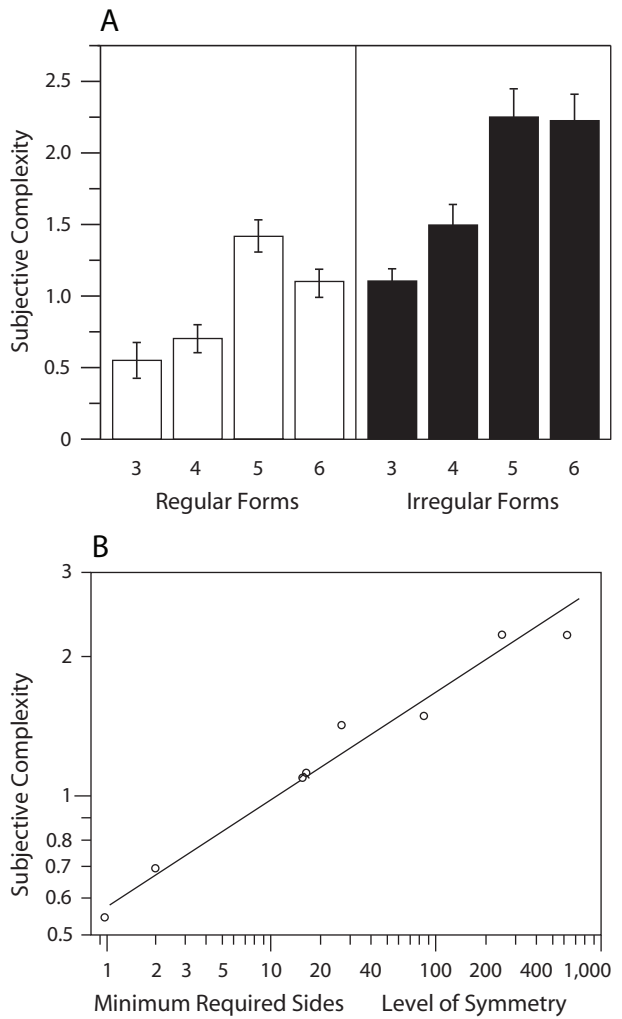 A
Subjective Complexity
2.5
2.0
1.5
1.0
0.5
0
3 4 5 6 3 4 5 6
Regular Forms Irregular Forms
B
Subjective Complexity
3
2
1
0.8
0.7
0.6
0.5
1 2 3 5 10 20 40 100 200 400 1,000
Minimum Required Sides Level of Symmetry